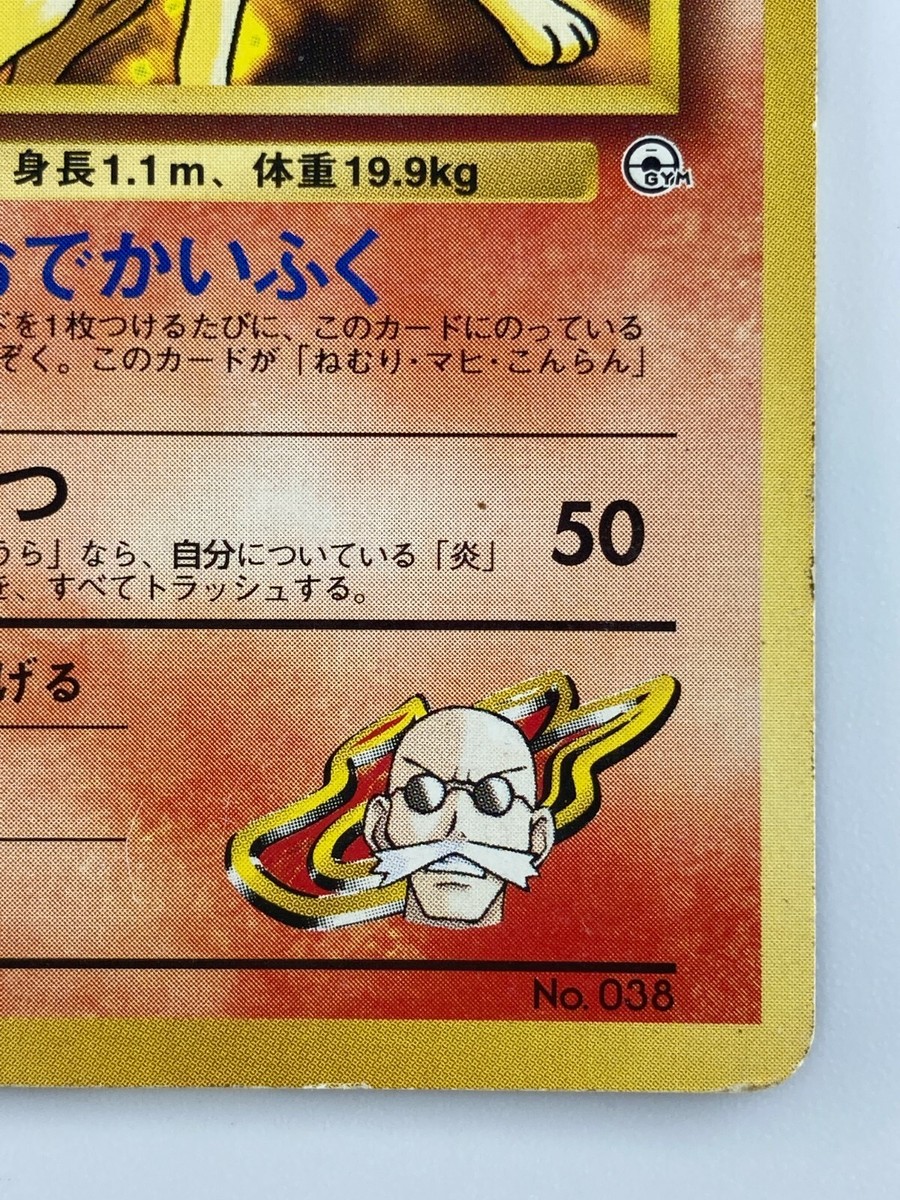 身長1.1m、体重19.9kg
GYM
おでかいふく
ドを1枚つけるたびに、このカードにのっている
ぞく。このカードが「ねむり・マヒ・こんらん」
つ
50
うら」なら、自分についている「炎」
を、すべてトラッシュする。
げる
No. 038